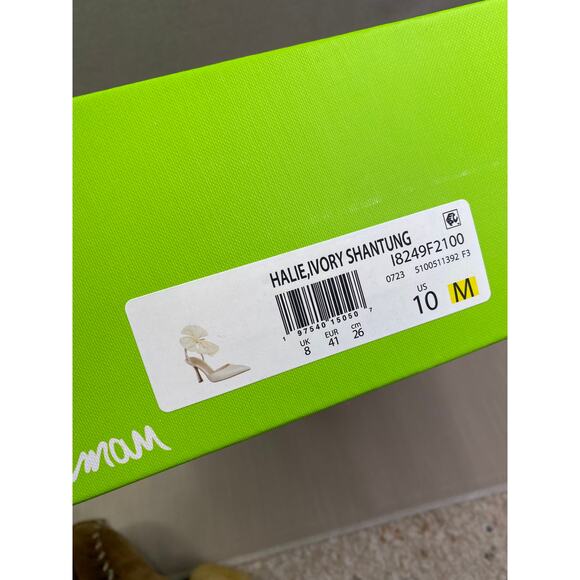 HALIE,IVORY SHANTUNG
I8249F2100
0723 5100511392 F3
1 97540 15050 7
UK EUR cm
8 41 26
US
10 M